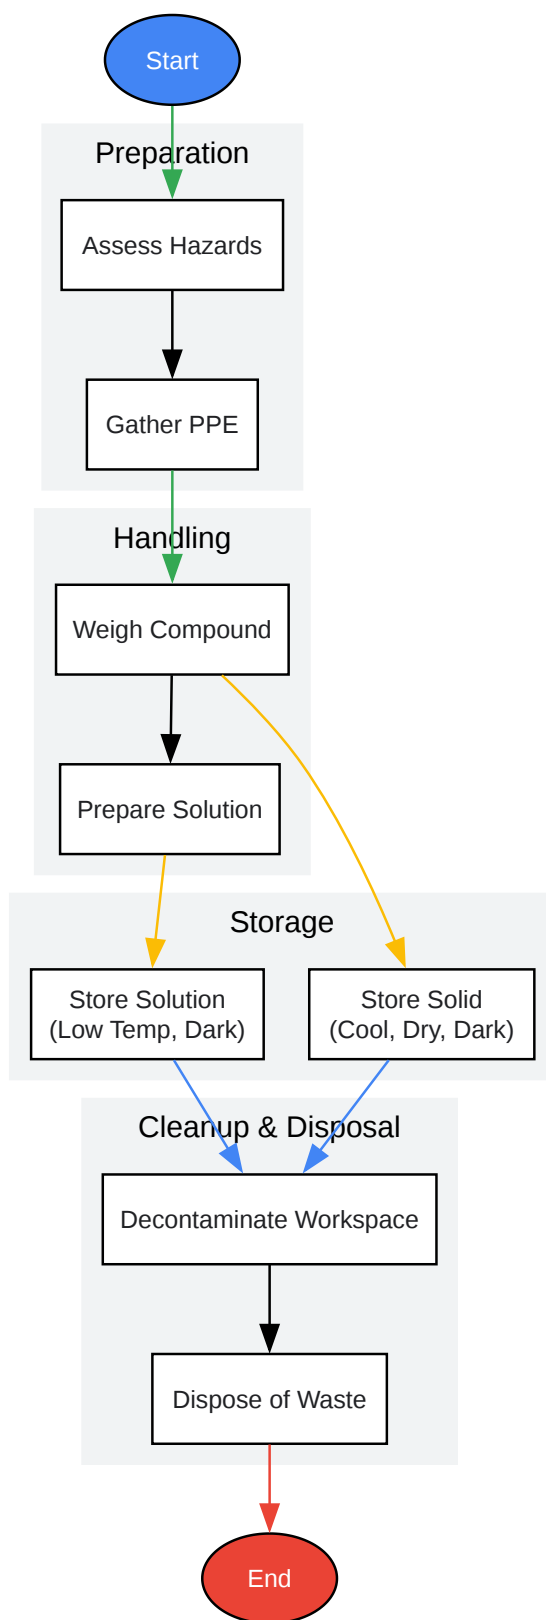 Start
Preparation
Assess Hazards
Gather PPE
Handling
Weigh Compound
Prepare Solution
Storage
Store Solution
(Low Temp, Dark)
Store Solid
(Cool, Dry, Dark)
Cleanup & Disposal
Decontaminate Workspace
Dispose of Waste
End